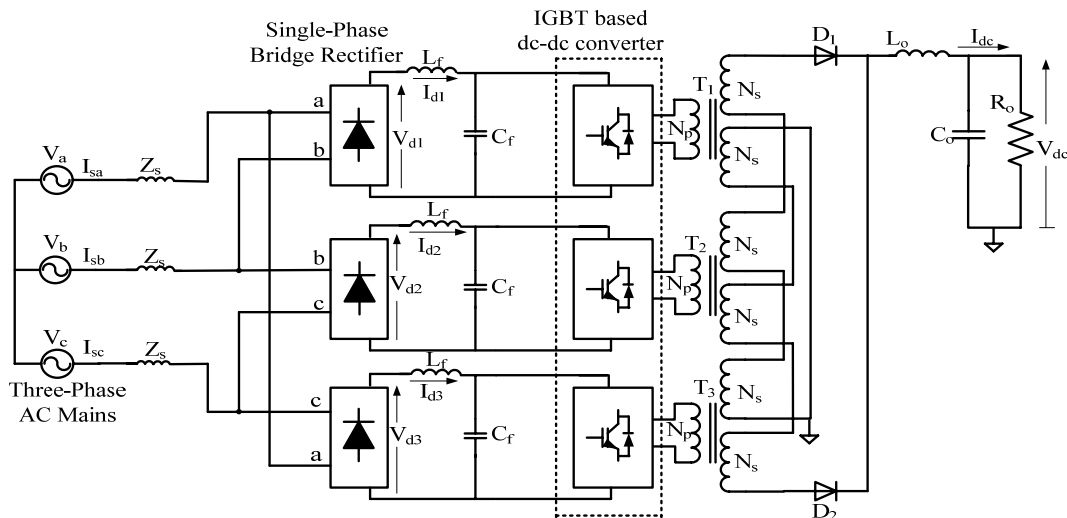 Single-Phase
Bridge Rectifier
IGBT based
dc-dc converter
Three-Phase
AC Mains
Va
Isa
Zs
Vb
Isb
Zs
Vc
Isc
Zs
a
b
Lf
Id1
Vd1
Cf
Np
T1
Ns
Ns
b
c
Lf
Id2
Vd2
Cf
Np
T2
Ns
Ns
c
a
Lf
Id3
Vd3
Cf
Np
T3
Ns
Ns
D1
D2
Lo
Idc
Co
Ro
Vdc